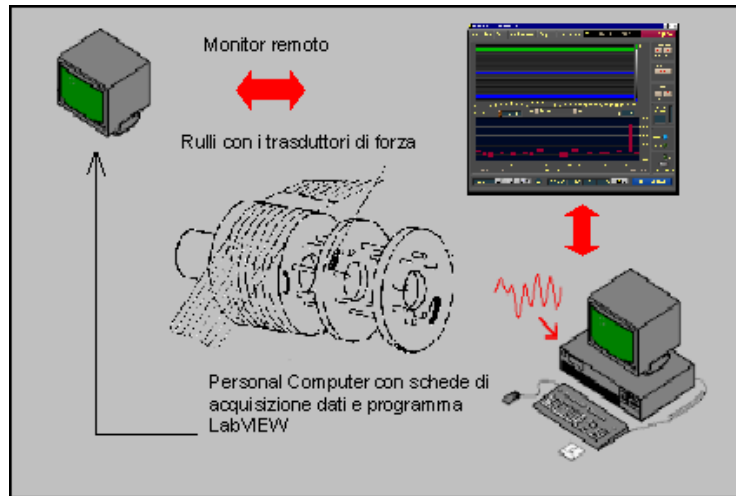 Monitor remoto
Rulli con i trasduttori di forza
Personal Computer con schede di
acquisizione dati e programma
LabVIEW